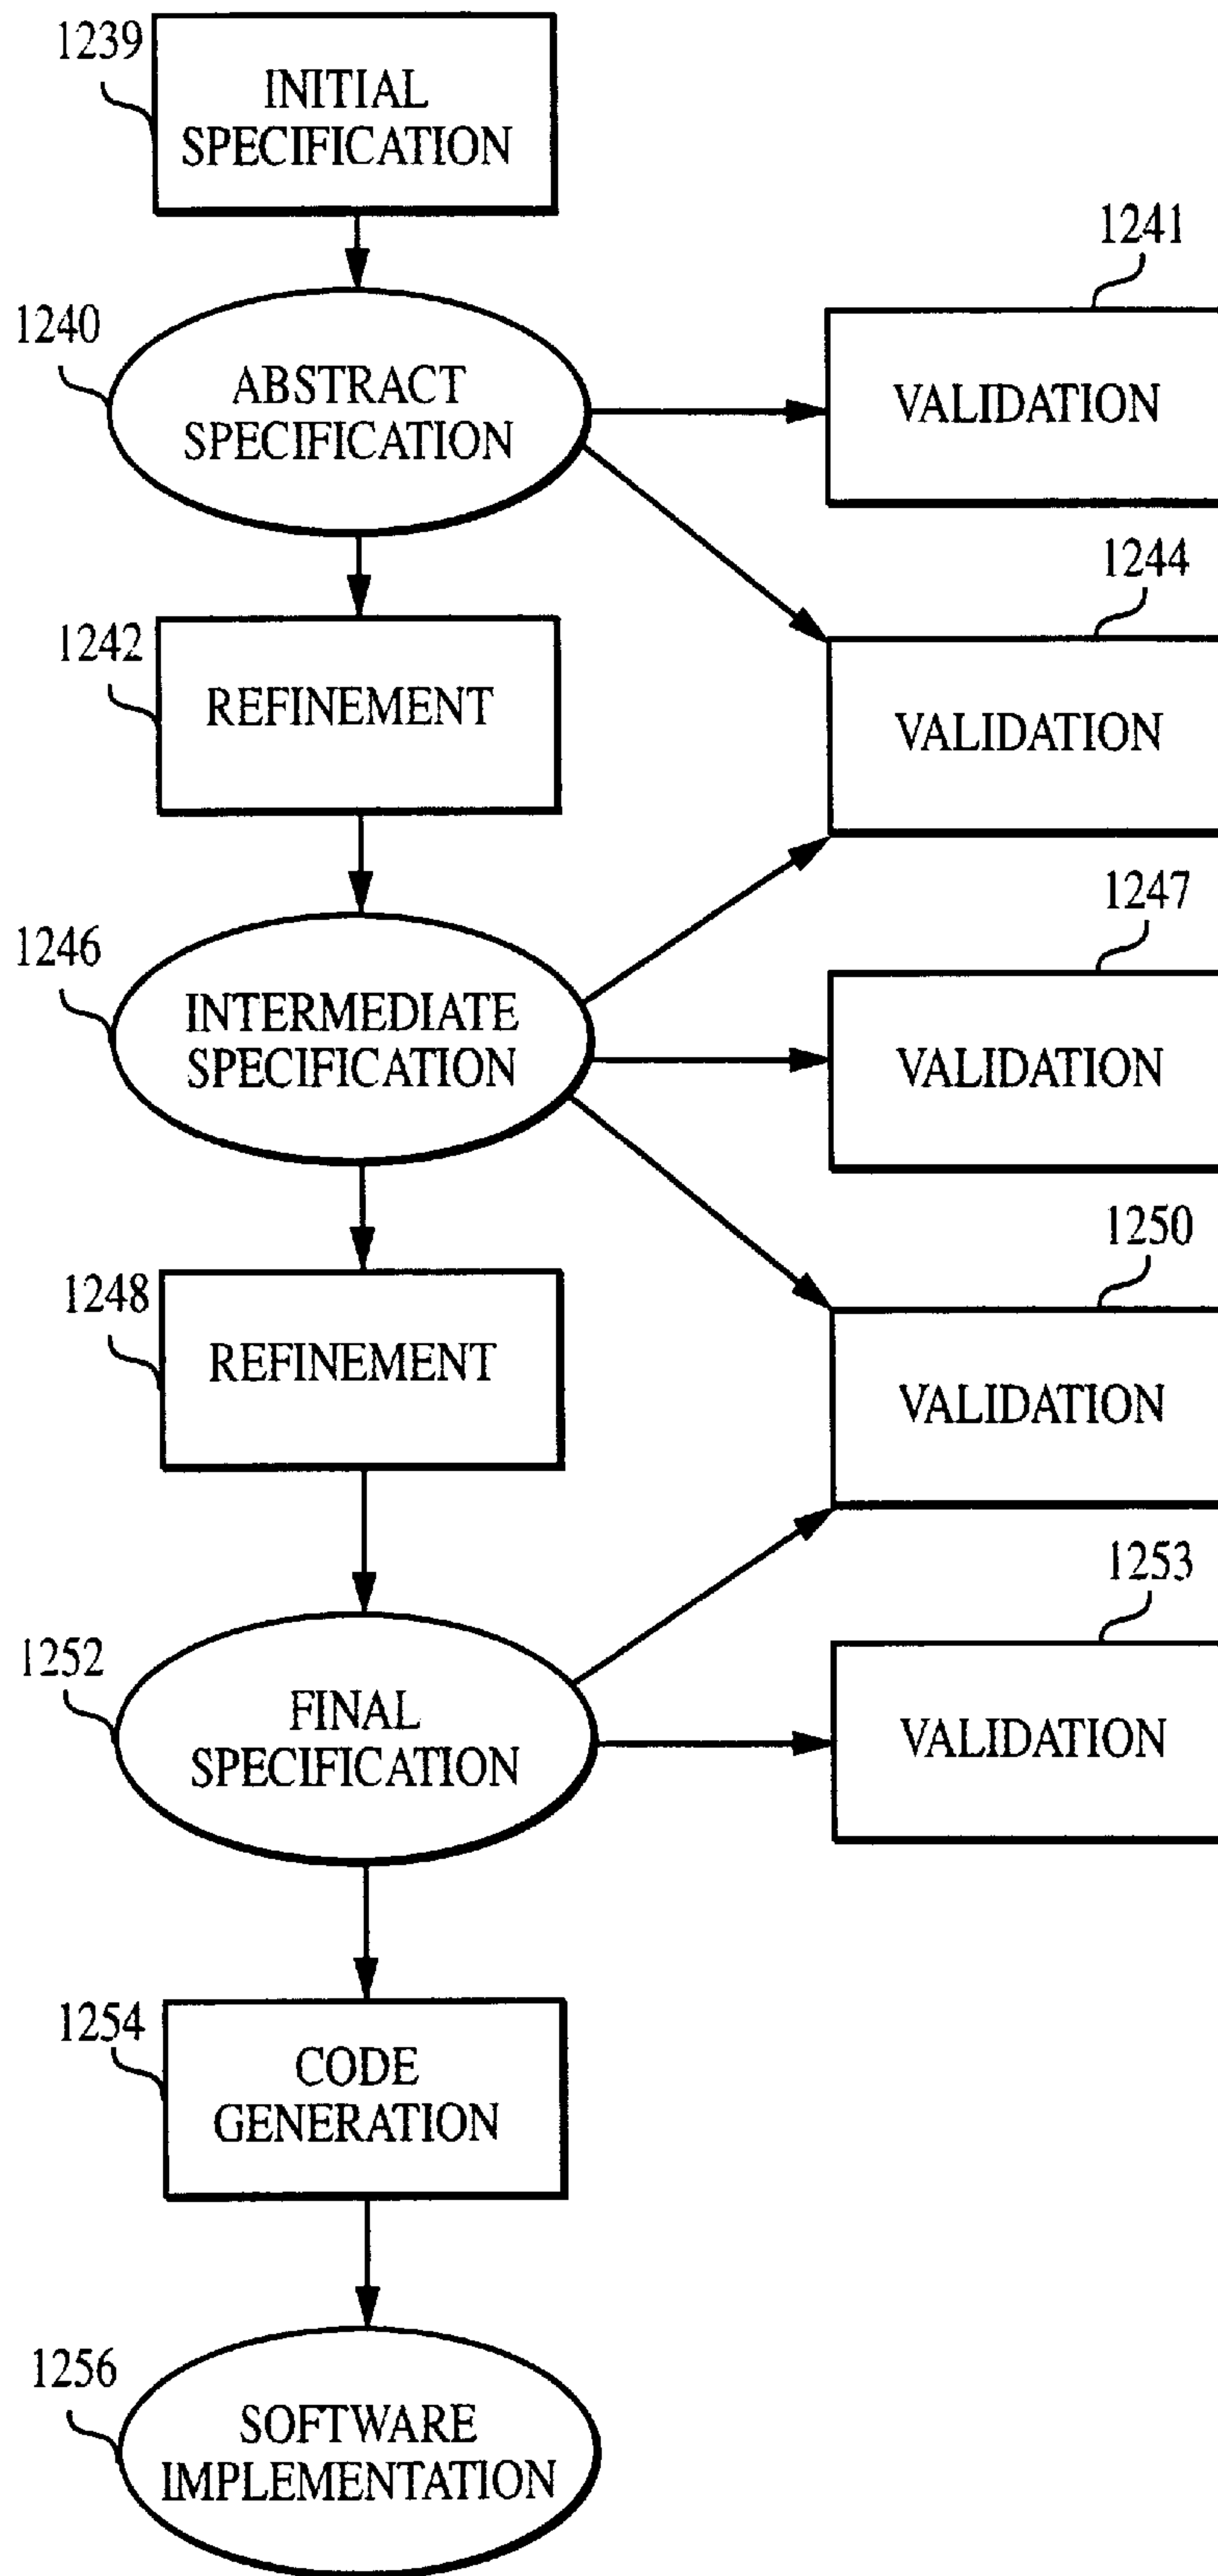 1239
INITIAL
SPECIFICATION
1241
1240
ABSTRACT
SPECIFICATION
VALIDATION
1244
1242
REFINEMENT
VALIDATION
1247
1246
INTERMEDIATE
SPECIFICATION
VALIDATION
1250
1248
REFINEMENT
VALIDATION
1253
1252
FINAL
SPECIFICATION
VALIDATION
1254
CODE
GENERATION
1256
SOFTWARE
IMPLEMENTATION